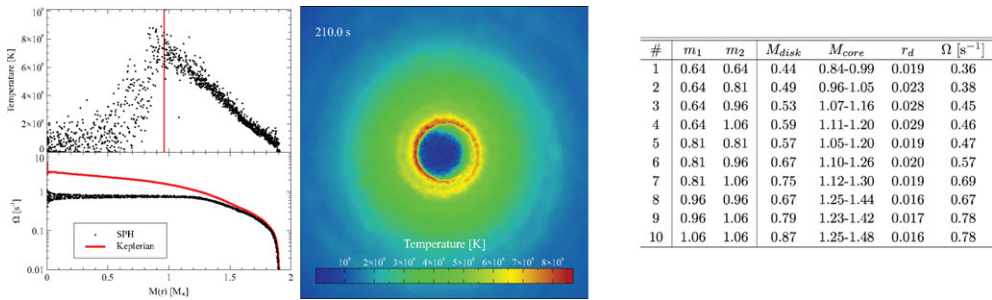 10⁹
8×10⁸
6×10⁸
4×10⁸
2×10⁸
0
Temperature [K]
10
1
0.1
0.01
Ω [s⁻¹]
SPH
Keplerian
0 0.5 1 1.5 2
M(r) [M☉]
210.0 s
Temperature [K]
10⁸ 2×10⁸ 3×10⁸ 4×10⁸ 5×10⁸ 6×10⁸ 7×10⁸ 8×10⁸
# m₁ m₂ M_disk M_core r_d Ω [s⁻¹]
1 0.64 0.64 0.44 0.84-0.99 0.019 0.36
2 0.64 0.81 0.49 0.96-1.05 0.023 0.38
3 0.64 0.96 0.53 1.07-1.16 0.028 0.45
4 0.64 1.06 0.59 1.11-1.20 0.029 0.46
5 0.81 0.81 0.57 1.05-1.20 0.019 0.47
6 0.81 0.96 0.67 1.10-1.26 0.020 0.57
7 0.81 1.06 0.75 1.12-1.30 0.019 0.69
8 0.96 0.96 0.67 1.25-1.44 0.016 0.67
9 0.96 1.06 0.79 1.23-1.42 0.017 0.78
10 1.06 1.06 0.87 1.25-1.48 0.016 0.78